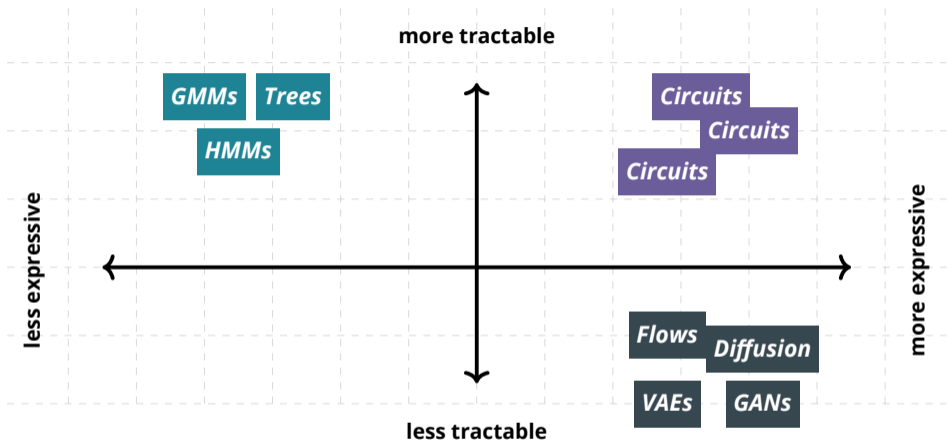 more tractable
GMMs
Trees
HMMs
Circuits
Circuits
Circuits
less expressive
more expressive
Flows
Diffusion
VAEs
GANs
less tractable